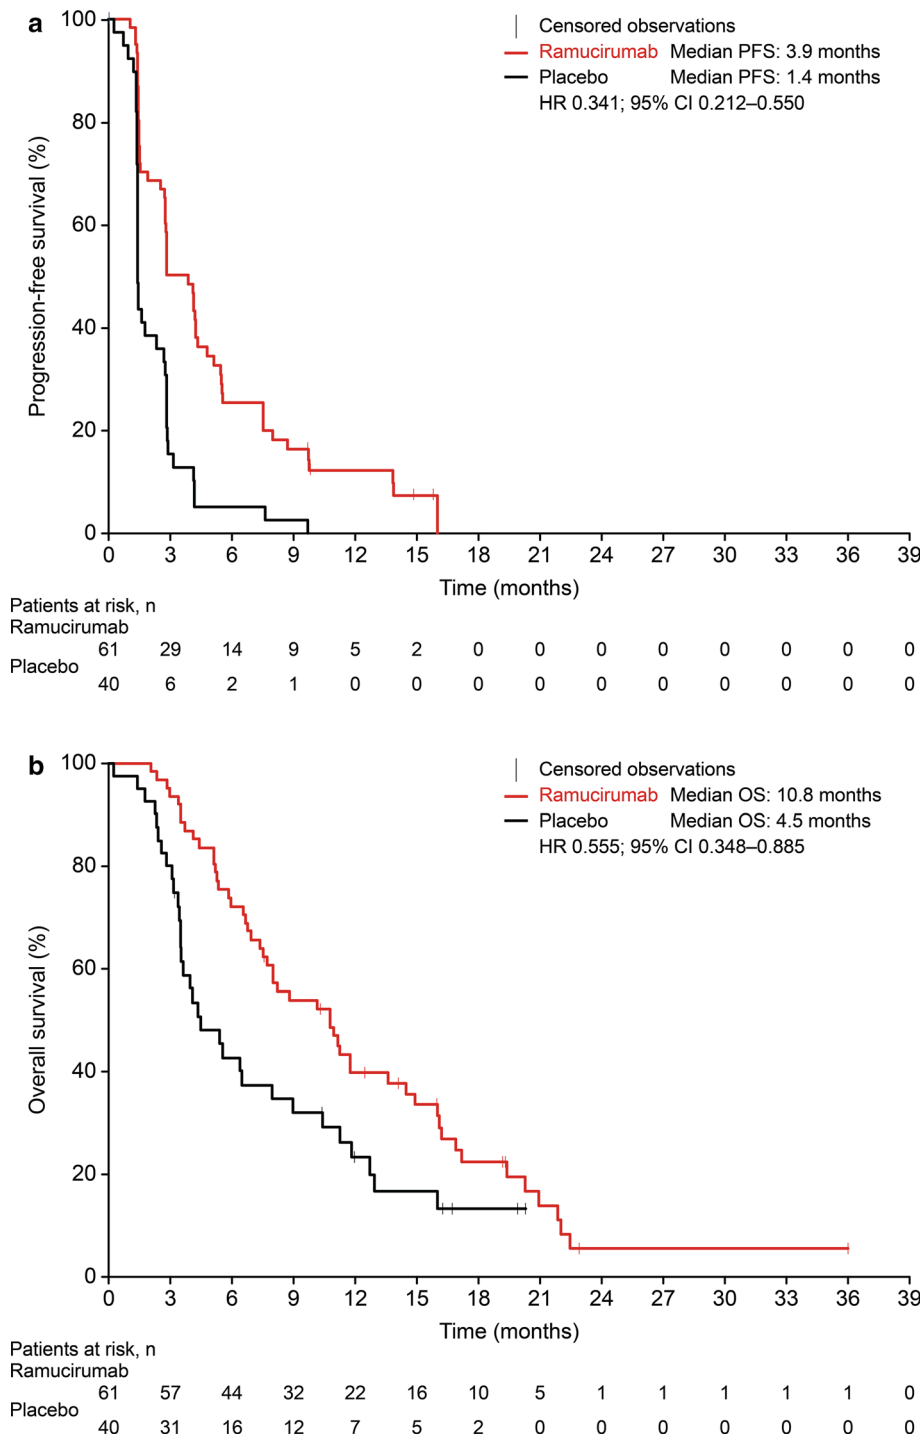 a
Censored observations
Ramucirumab Median PFS: 3.9 months
Placebo Median PFS: 1.4 months
HR 0.341; 95% CI 0.212–0.550
Progression-free survival (%)
100
80
60
40
20
0
0 3 6 9 12 15 18 21 24 27 30 33 36 39
Time (months)
Patients at risk, n
Ramucirumab
61 29 14 9 5 2 0 0 0 0 0 0 0 0
Placebo
40 6 2 1 0 0 0 0 0 0 0 0 0 0
b
Censored observations
Ramucirumab Median OS: 10.8 months
Placebo Median OS: 4.5 months
HR 0.555; 95% CI 0.348–0.885
Overall survival (%)
100
80
60
40
20
0
0 3 6 9 12 15 18 21 24 27 30 33 36 39
Time (months)
Patients at risk, n
Ramucirumab
61 57 44 32 22 16 10 5 1 1 1 1 1 0
Placebo
40 31 16 12 7 5 2 0 0 0 0 0 0 0